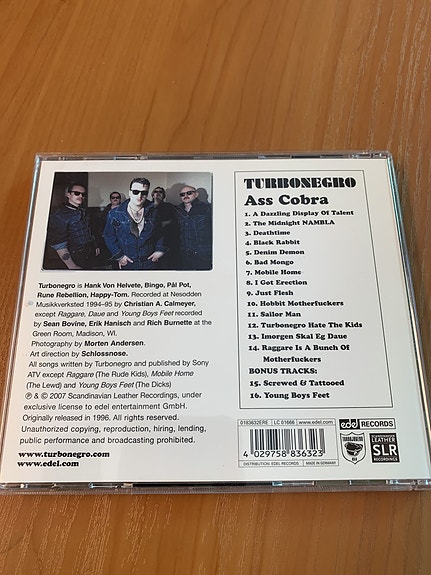 Turbonegro is Hank Von Helvete, Bingo, Pål Pot,
Rune Rebellion, Happy-Tom. Recorded at Nesodden
Musikkverksted 1994-95 by Christian A. Calmeyer,
except Raggare, Daue and Young Boys Feet recorded
by Sean Bovine, Erik Hanisch and Rich Burnette at the
Green Room, Madison, WI.
Photography by Morten Andersen.
Art direction by Schlossnose.
All songs written by Turbonegro and published by Sony
ATV except Raggare (The Rude Kids), Mobile Home
(The Lewd) and Young Boys Feet (The Dicks)
℗ & © 2007 Scandinavian Leather Recordings, under
exclusive license to edel entertainment GmbH.
Originally released in 1996. All rights reserved.
Unauthorized copying, reproduction, hiring, lending,
public performance and broadcasting prohibited.
www.turbonegro.com
www.edel.com
TURBONEGRO
Ass Cobra
1. A Dazzling Display Of Talent
2. The Midnight NAMBLA
3. Deathtime
4. Black Rabbit
5. Denim Demon
6. Bad Mongo
7. Mobile Home
8. I Got Erection
9. Just Flesh
10. Hobbit Motherfuckers
11. Sailor Man
12. Turbonegro Hate The Kids
13. Imorgen Skal Eg Daue
14. Raggare Is A Bunch Of
Motherfuckers
BONUS TRACKS:
15. Screwed & Tattooed
16. Young Boys Feet
0183632ERE LC 01666 www.edel.com
4 029758 836323
DISTRIBUTION: EDEL RECORDS MADE IN GERMANY
edel
RECORDS
TURBONEGRO
SCANDINAVIAN
LEATHER
SLR
RECORDINGS